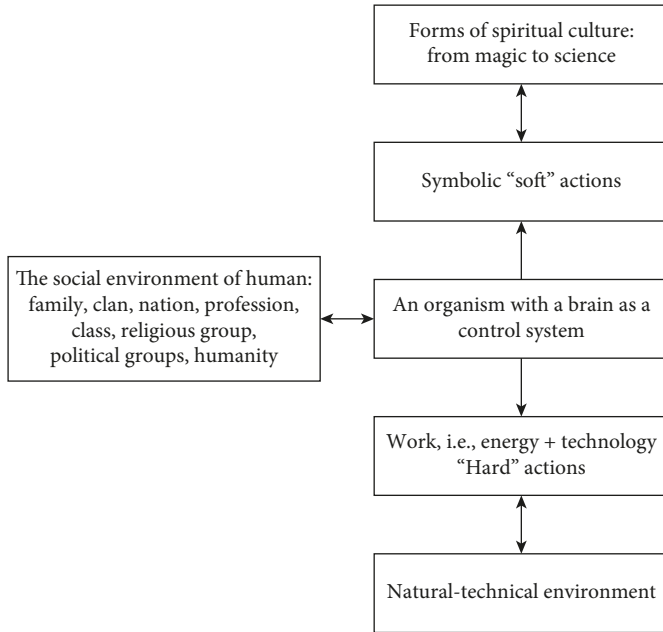 Forms of spiritual culture:
from magic to science
Symbolic “soft” actions
The social environment of human:
family, clan, nation, profession,
class, religious group,
political groups, humanity
An organism with a brain as a
control system
Work, i.e., energy + technology
“Hard” actions
Natural-technical environment